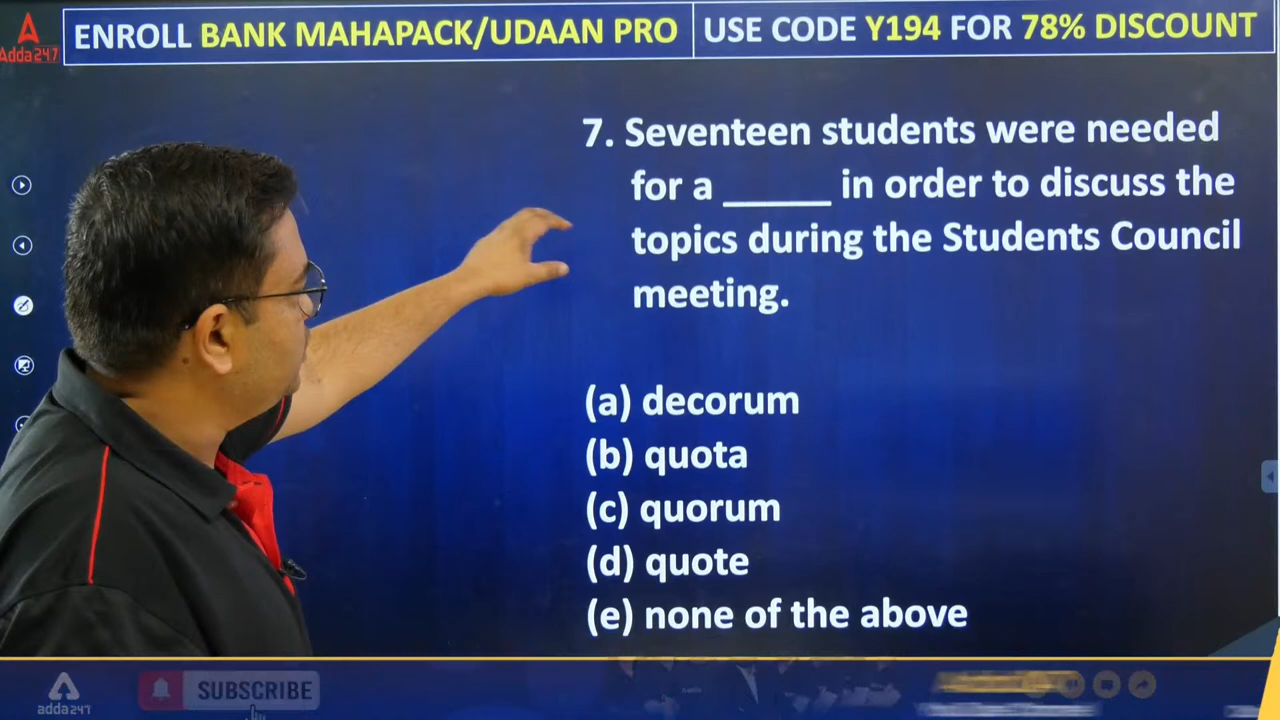 ENROLL BANK MAHAPACK/UDAAN PRO
USE CODE Y194 FOR 78% DISCOUNT
Adda247
7. Seventeen students were needed
for a ______ in order to discuss the
topics during the Students Council
meeting.
(a) decorum
(b) quota
(c) quorum
(d) quote
(e) none of the above
adda247
SUBSCRIBE